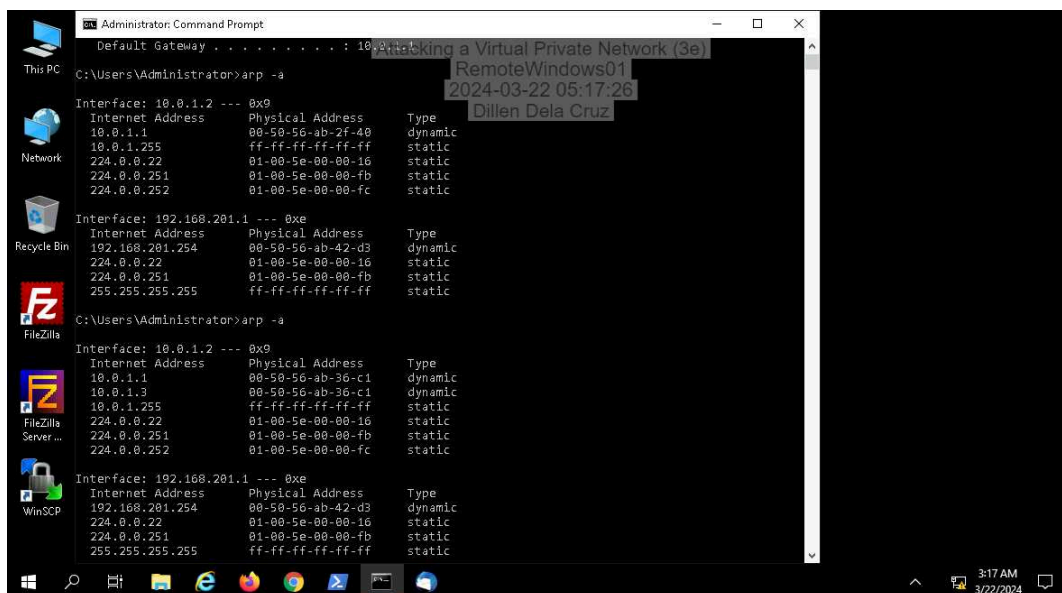 Administrator: Command Prompt
Default Gateway . . . . . . . . . : 10.0.1.1
Attacking a Virtual Private Network (3e)
RemoteWindows01
2024-03-22 05:17:26
Dillen Dela Cruz
This PC
Network
Recycle Bin
FileZilla
FileZilla
Server ...
WinSCP
C:\Users\Administrator>arp -a
Interface: 10.0.1.2 --- 0x9
Internet Address Physical Address Type
10.0.1.1 00-50-56-ab-2f-40 dynamic
10.0.1.255 ff-ff-ff-ff-ff-ff static
224.0.0.22 01-00-5e-00-00-16 static
224.0.0.251 01-00-5e-00-00-fb static
224.0.0.252 01-00-5e-00-00-fc static
Interface: 192.168.201.1 --- 0xe
Internet Address Physical Address Type
192.168.201.254 00-50-56-ab-42-d3 dynamic
224.0.0.22 01-00-5e-00-00-16 static
224.0.0.251 01-00-5e-00-00-fb static
255.255.255.255 ff-ff-ff-ff-ff-ff static
C:\Users\Administrator>arp -a
Interface: 10.0.1.2 --- 0x9
Internet Address Physical Address Type
10.0.1.1 00-50-56-ab-36-c1 dynamic
10.0.1.3 00-50-56-ab-36-c1 dynamic
10.0.1.255 ff-ff-ff-ff-ff-ff static
224.0.0.22 01-00-5e-00-00-16 static
224.0.0.251 01-00-5e-00-00-fb static
224.0.0.252 01-00-5e-00-00-fc static
Interface: 192.168.201.1 --- 0xe
Internet Address Physical Address Type
192.168.201.254 00-50-56-ab-42-d3 dynamic
224.0.0.22 01-00-5e-00-00-16 static
224.0.0.251 01-00-5e-00-00-fb static
255.255.255.255 ff-ff-ff-ff-ff-ff static
3:17 AM
3/22/2024